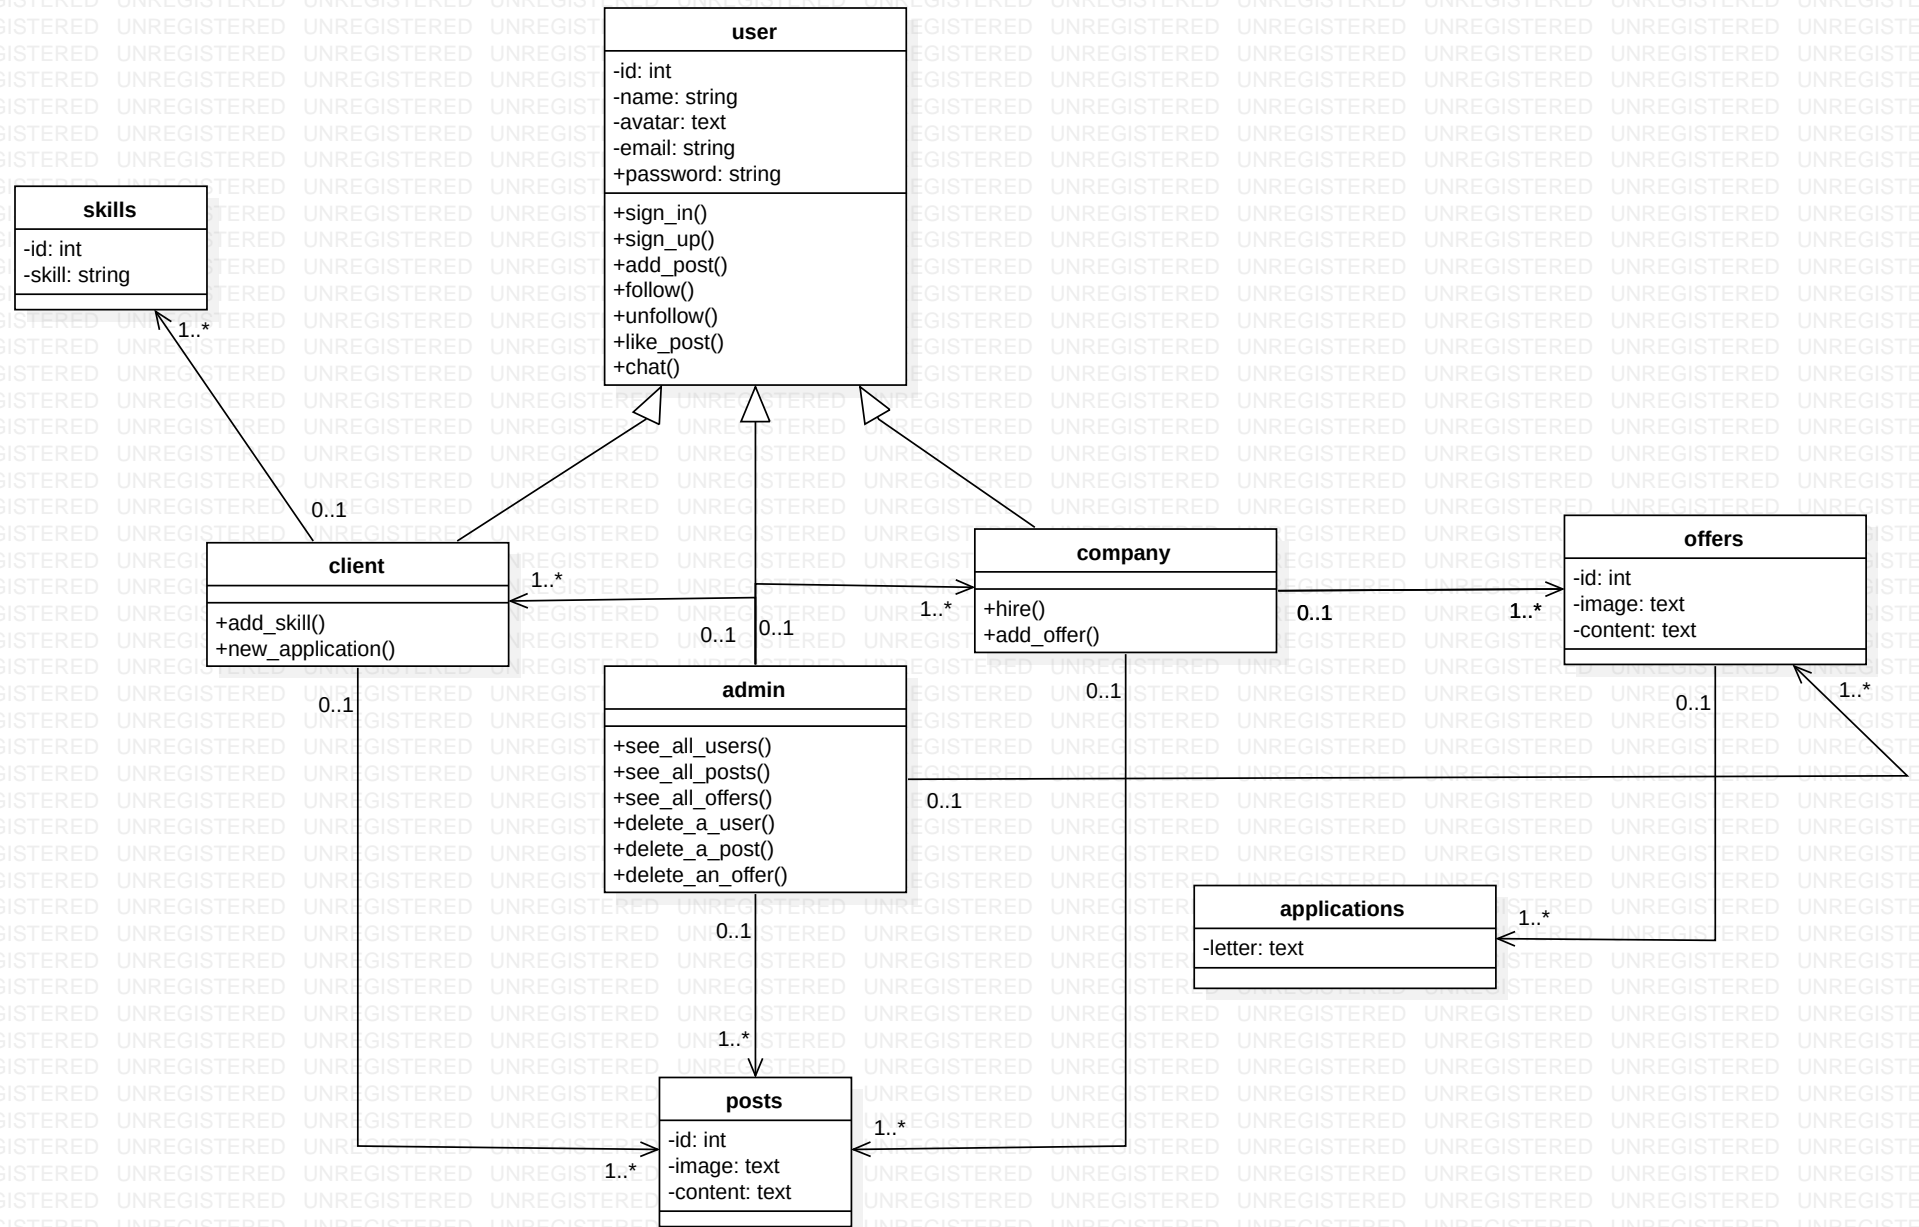 user
-id: int
-name: string
-avatar: text
-email: string
+password: string
+sign_in()
+sign_up()
+add_post()
+follow()
+unfollow()
+like_post()
+chat()
skills
-id: int
-skill: string
1..*
0..1
client
+add_skill()
+new_application()
1..*
0..1
0..1
1..*
company
+hire()
+add_offer()
0..1
1..*
offers
-id: int
-image: text
-content: text
0..1
admin
+see_all_users()
+see_all_posts()
+see_all_offers()
+delete_a_user()
+delete_a_post()
+delete_an_offer()
0..1
0..1
0..1
1..*
applications
-letter: text
1..*
0..1
1..*
posts
-id: int
-image: text
-content: text
1..*
1..*
UNREGISTERED